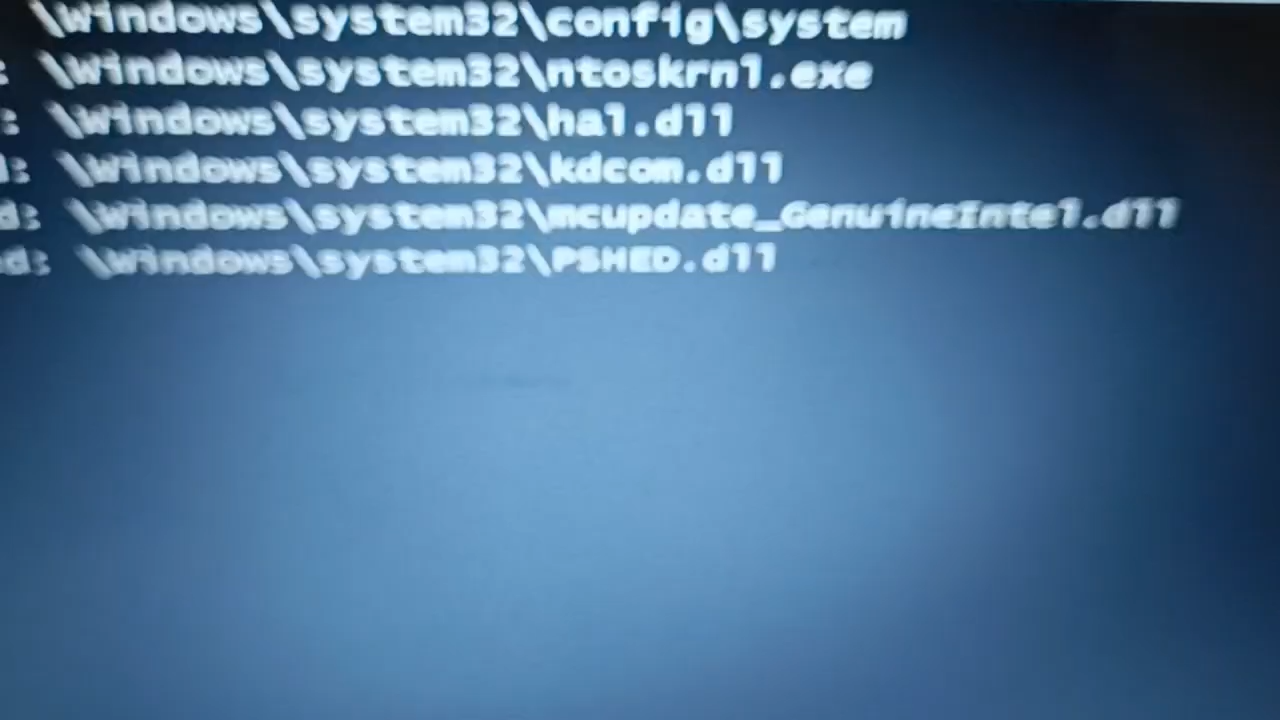 \Windows\system32\config\system
: \Windows\system32\ntoskrnl.exe
: \Windows\system32\hal.dll
d: \Windows\system32\kdcom.dll
d: \Windows\system32\mcupdate_GenuineIntel.dll
ed: \Windows\system32\PSHED.dll